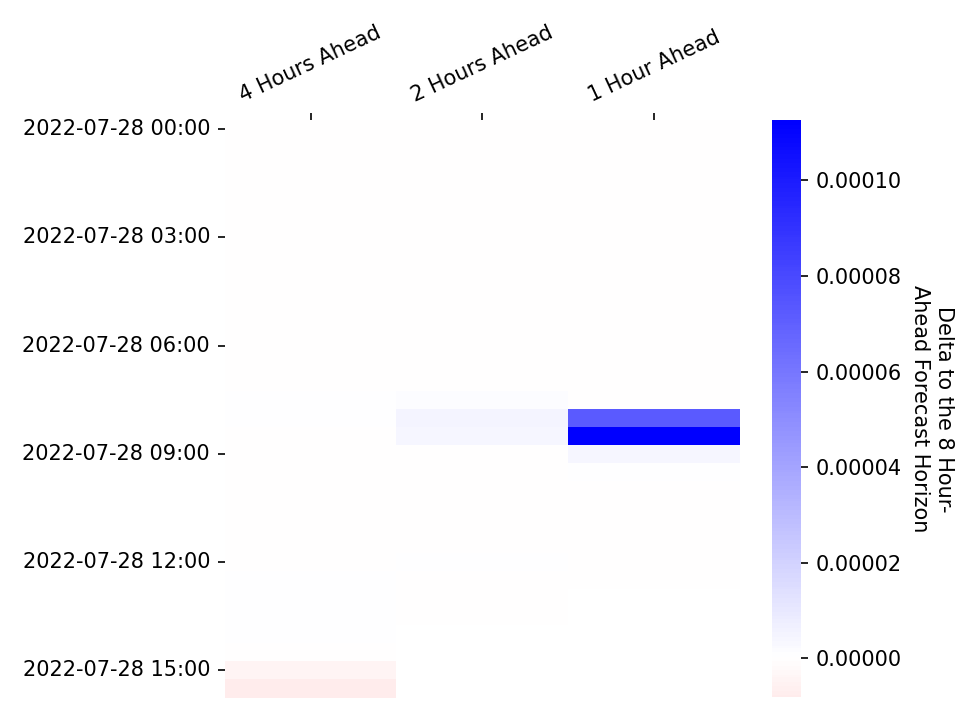 4 Hours Ahead
2 Hours Ahead
1 Hour Ahead
2022-07-28 00:00
2022-07-28 03:00
2022-07-28 06:00
2022-07-28 09:00
2022-07-28 12:00
2022-07-28 15:00
0.00010
0.00008
0.00006
0.00004
0.00002
0.00000
Delta to the 8 Hour-
Ahead Forecast Horizon